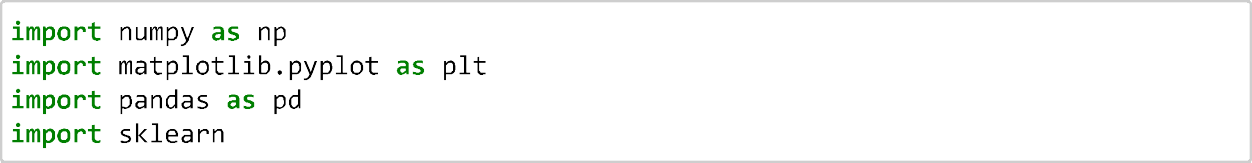 import numpy as np
import matplotlib.pyplot as plt
import pandas as pd
import sklearn